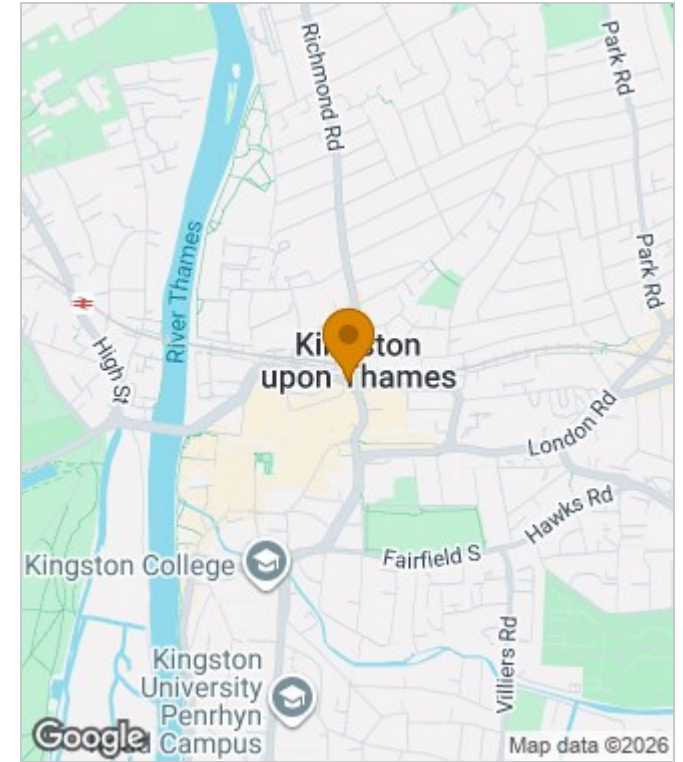 Richmond Rd
Park Rd
Park Rd
River Thames
High St
Kingston
upon Thames
London Rd
Hawks Rd
Kingston College
Fairfield S
Villiers Rd
Kingston
University
Penrhyn
Campus
Google
Map data ©2026